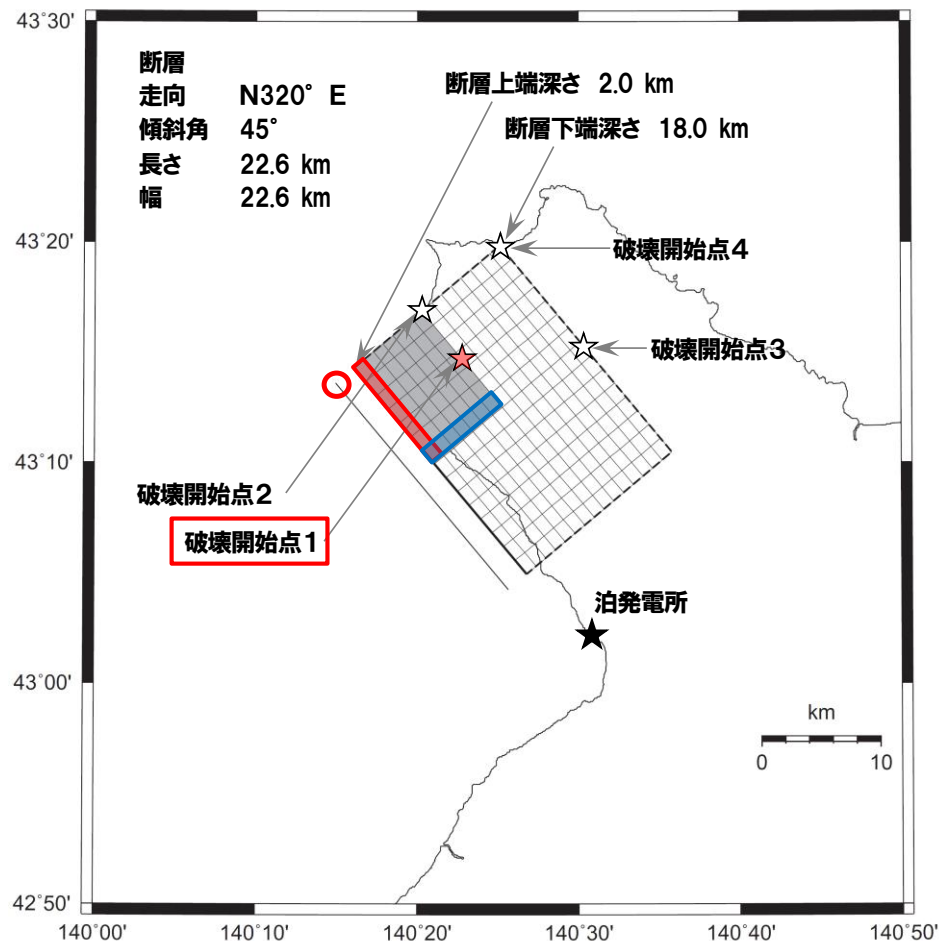 43°30'
断層
走向 N320° E
傾斜角 45°
長さ 22.6 km
幅 22.6 km
断層上端深さ 2.0 km
断層下端深さ 18.0 km
43°20'
破壊開始点4
破壊開始点3
43°10'
破壊開始点2
破壊開始点1
泊発電所
43°00'
km
0 10
42°50'
140°00' 140°10' 140°20' 140°30' 140°40' 140°50'